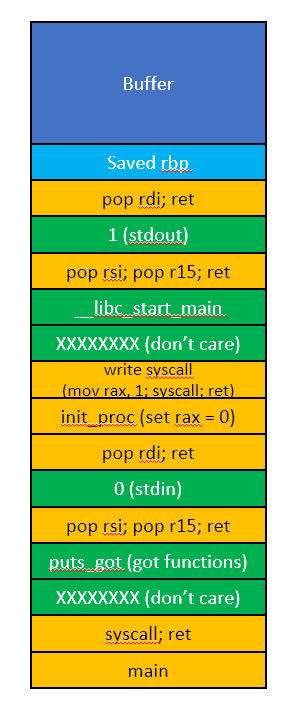 Buffer
Saved rbp
pop rdi; ret
1 (stdout)
pop rsi; pop r15; ret
__libc_start_main
XXXXXXXX (don’t care)
write syscall
(mov rax, 1; syscall; ret)
init_proc (set rax = 0)
pop rdi; ret
0 (stdin)
pop rsi; pop r15; ret
puts_got (got functions)
XXXXXXXX (don’t care)
syscall; ret
main